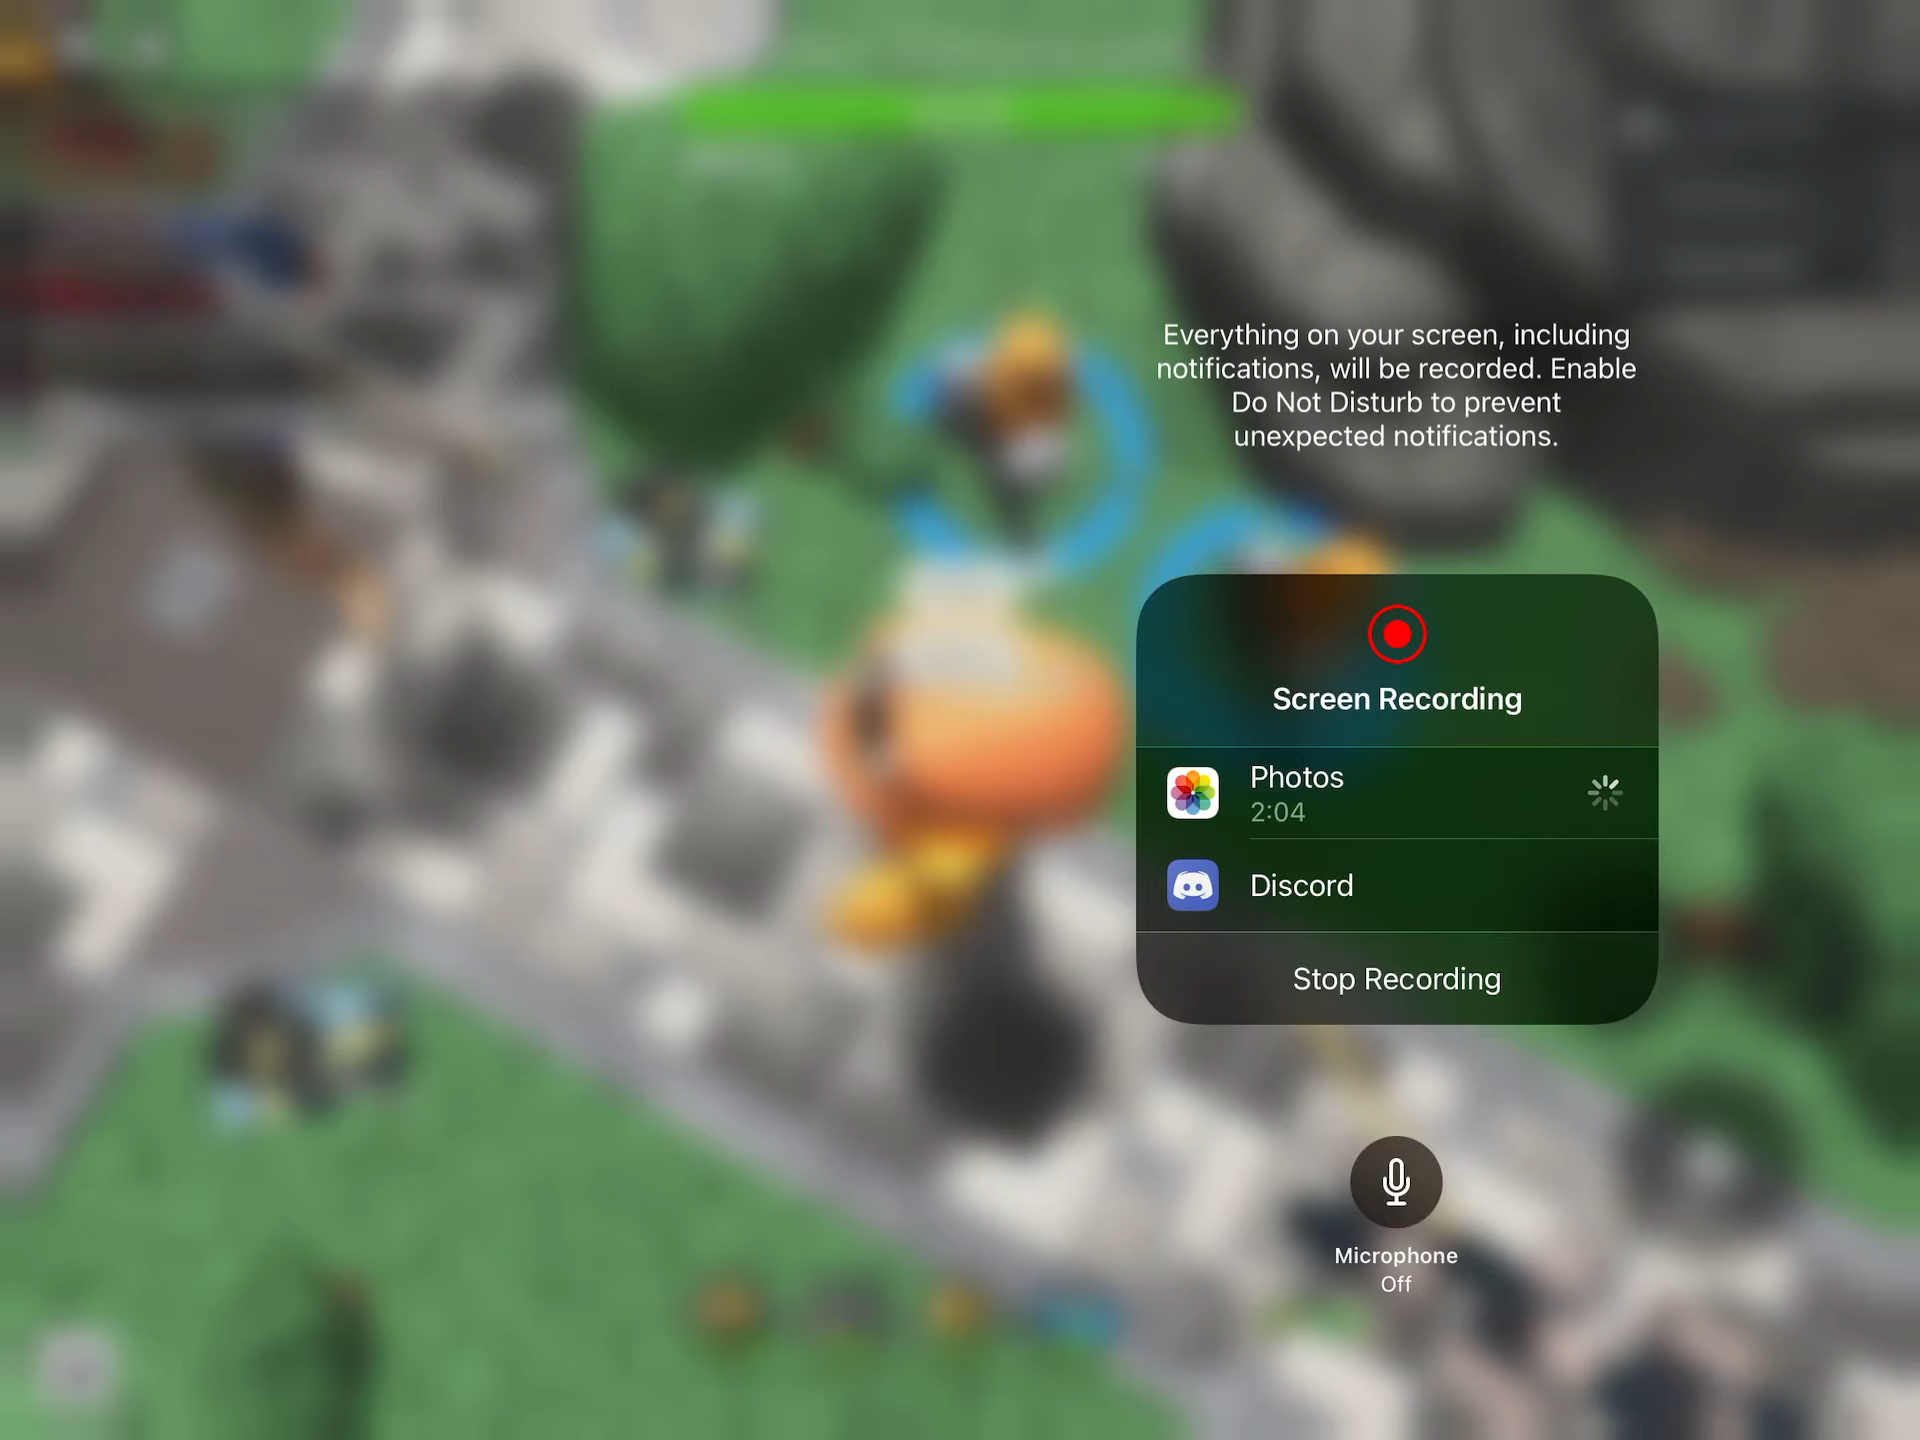 Everything on your screen, including
notifications, will be recorded. Enable
Do Not Disturb to prevent
unexpected notifications.
Screen Recording
Photos
2:04
Discord
Stop Recording
Microphone
Off